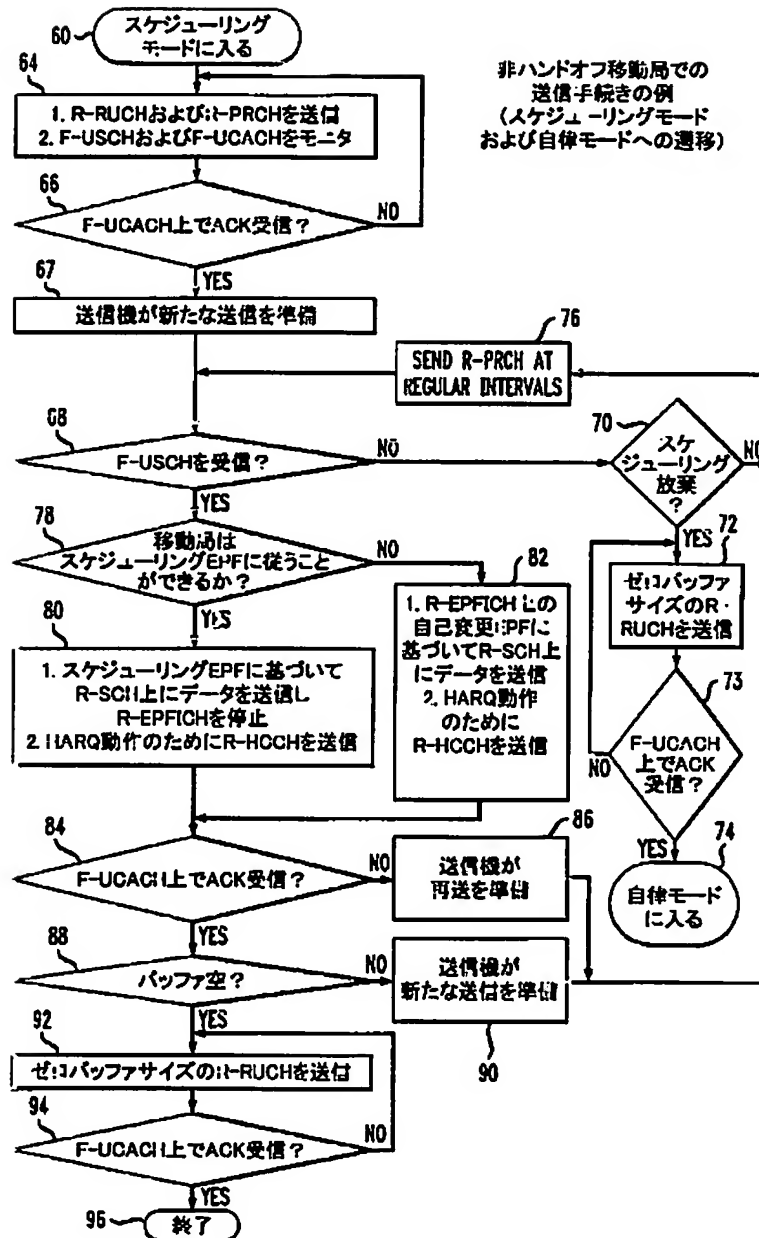 60
スケジューリング
モードに入る
非ハンドオフ移動局での
送信手続きの例
(スケジューリングモード
および自律モードへの遷移)
64
1. R-RUCHおよびR-PRCHを送信
2. F-USCHおよびF-UCACHをモニタ
66
F-UCACH上でACK受信?
NO
YES
67
送信機が新たな送信を準備
76
SEND R-PRCH AT
REGULAR INTERVALS
68
F-USCHを受信?
NO
YES
70
スケ
ジューリング
放棄
?
NO
YES
72
ゼロバッファ
サイズのR-
RUCHを送信
73
F-UCACH
上でACK
受信?
NO
YES
74
自律モード
に入る
78
移動局は
スケジューリングEPFに従うこと
ができるか?
NO
YES
80
1. スケジューリングEPFに基づいて
R-SCH上にデータを送信し
R-EPFICHを停止
2. HARQ動作のためにR-HCCHを送信
82
1. R-EPFICH上の
自己変更EPFに
基づいてR-SCH上
にデータを送信
2. HARQ動作
のために
R-HCCHを送信
84
F-UCACH上でACK受信?
NO
YES
86
送信機が
再送を準備
88
バッファ空?
NO
YES
送信機が
新たな送信を準備
90
92
ゼロバッファサイズのR-RUCHを送信
94
F-UCACH上でACK受信?
NO
YES
96
終了